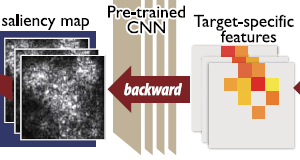 saliency map
Pre-trained
CNN
Target-specific
features
backward